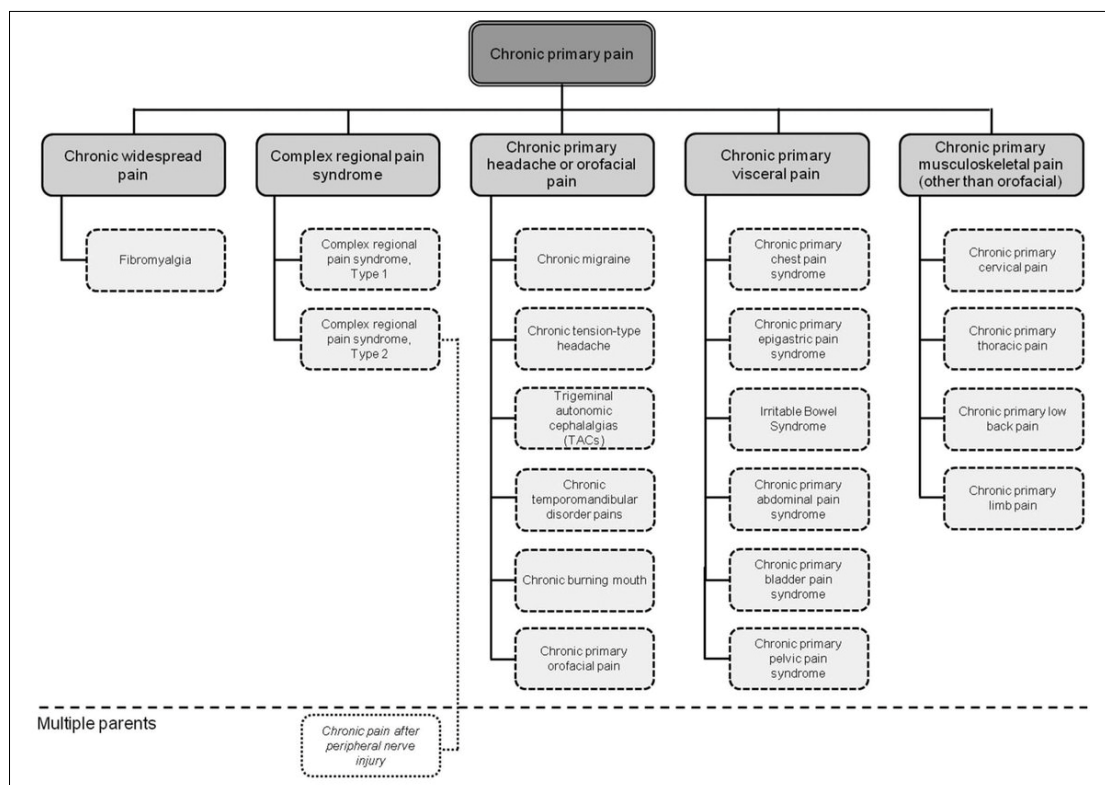 Chronic primary pain
Chronic widespread
pain
Fibromyalgia
Complex regional pain
syndrome
Complex regional
pain syndrome,
Type 1
Complex regional
pain syndrome,
Type 2
Chronic primary
headache or orofacial
pain
Chronic migraine
Chronic tension-type
headache
Trigeminal
autonomic
cephalalgias
(TACs)
Chronic
temporomandibular
disorder pains
Chronic burning mouth
Chronic primary
orofacial pain
Chronic primary
visceral pain
Chronic primary
chest pain
syndrome
Chronic primary
epigastric pain
syndrome
Irritable Bowel
Syndrome
Chronic primary
abdominal pain
syndrome
Chronic primary
bladder pain
syndrome
Chronic primary
pelvic pain
syndrome
Chronic primary
musculoskeletal pain
(other than orofacial)
Chronic primary
cervical pain
Chronic primary
thoracic pain
Chronic primary low
back pain
Chronic primary
limb pain
Multiple parents
Chronic pain after
peripheral nerve
injury